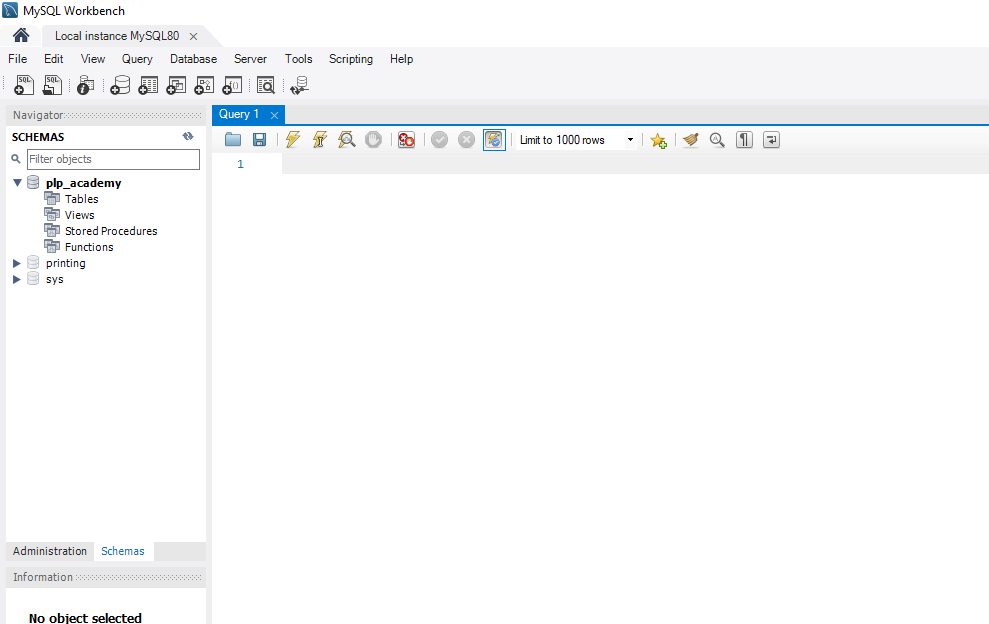 MySQL Workbench
Local instance MySQL80
File Edit View Query Database Server Tools Scripting Help
SQL SQL
Navigator
Query 1
SCHEMAS
Limit to 1000 rows
Filter objects
1
plp_academy
Tables
Views
Stored Procedures
Functions
printing
sys
Administration Schemas
Information
No object selected